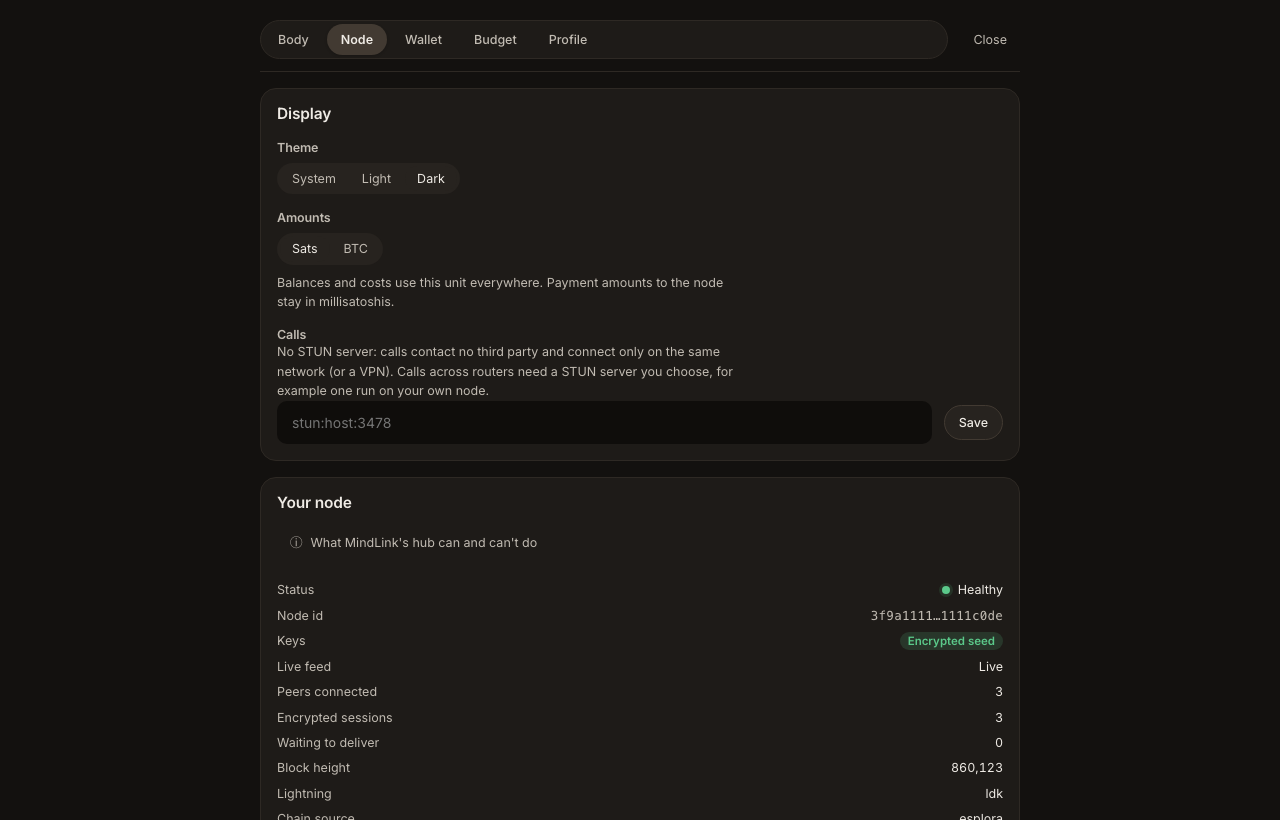 Body Node Wallet Budget Profile Close
Display
Theme
System Light Dark
Amounts
Sats BTC
Balances and costs use this unit everywhere. Payment amounts to the node
stay in millisatoshis.
Calls
No STUN server: calls contact no third party and connect only on the same
network (or a VPN). Calls across routers need a STUN server you choose, for
example one run on your own node.
stun:host:3478 Save
Your node
ⓘ What MindLink's hub can and can't do
Status Healthy
Node id 3f9a1111…1111c0de
Keys Encrypted seed
Live feed Live
Peers connected 3
Encrypted sessions 3
Waiting to deliver 0
Block height 860,123
Lightning ldk
Chain source esplora